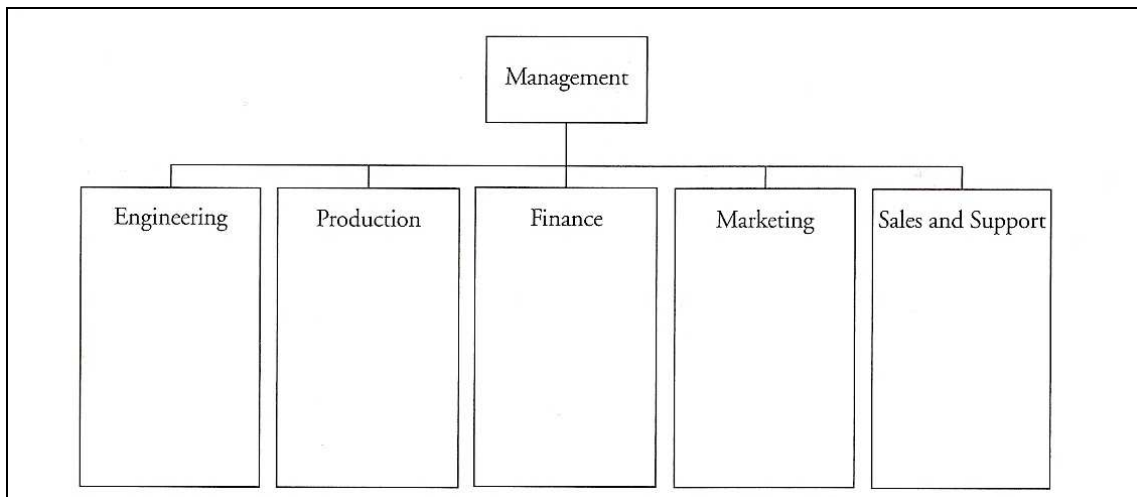 Management
Engineering
Production
Finance
Marketing
Sales and Support